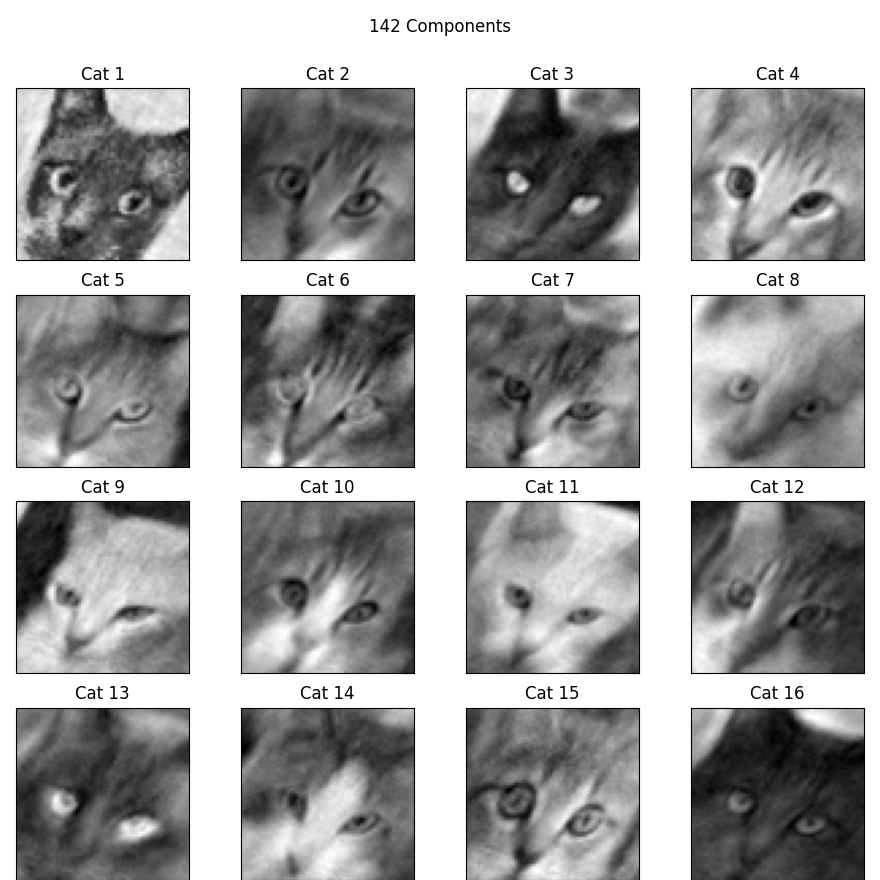 142 Components
Cat 1 Cat 2 Cat 3 Cat 4
Cat 5 Cat 6 Cat 7 Cat 8
Cat 9 Cat 10 Cat 11 Cat 12
Cat 13 Cat 14 Cat 15 Cat 16